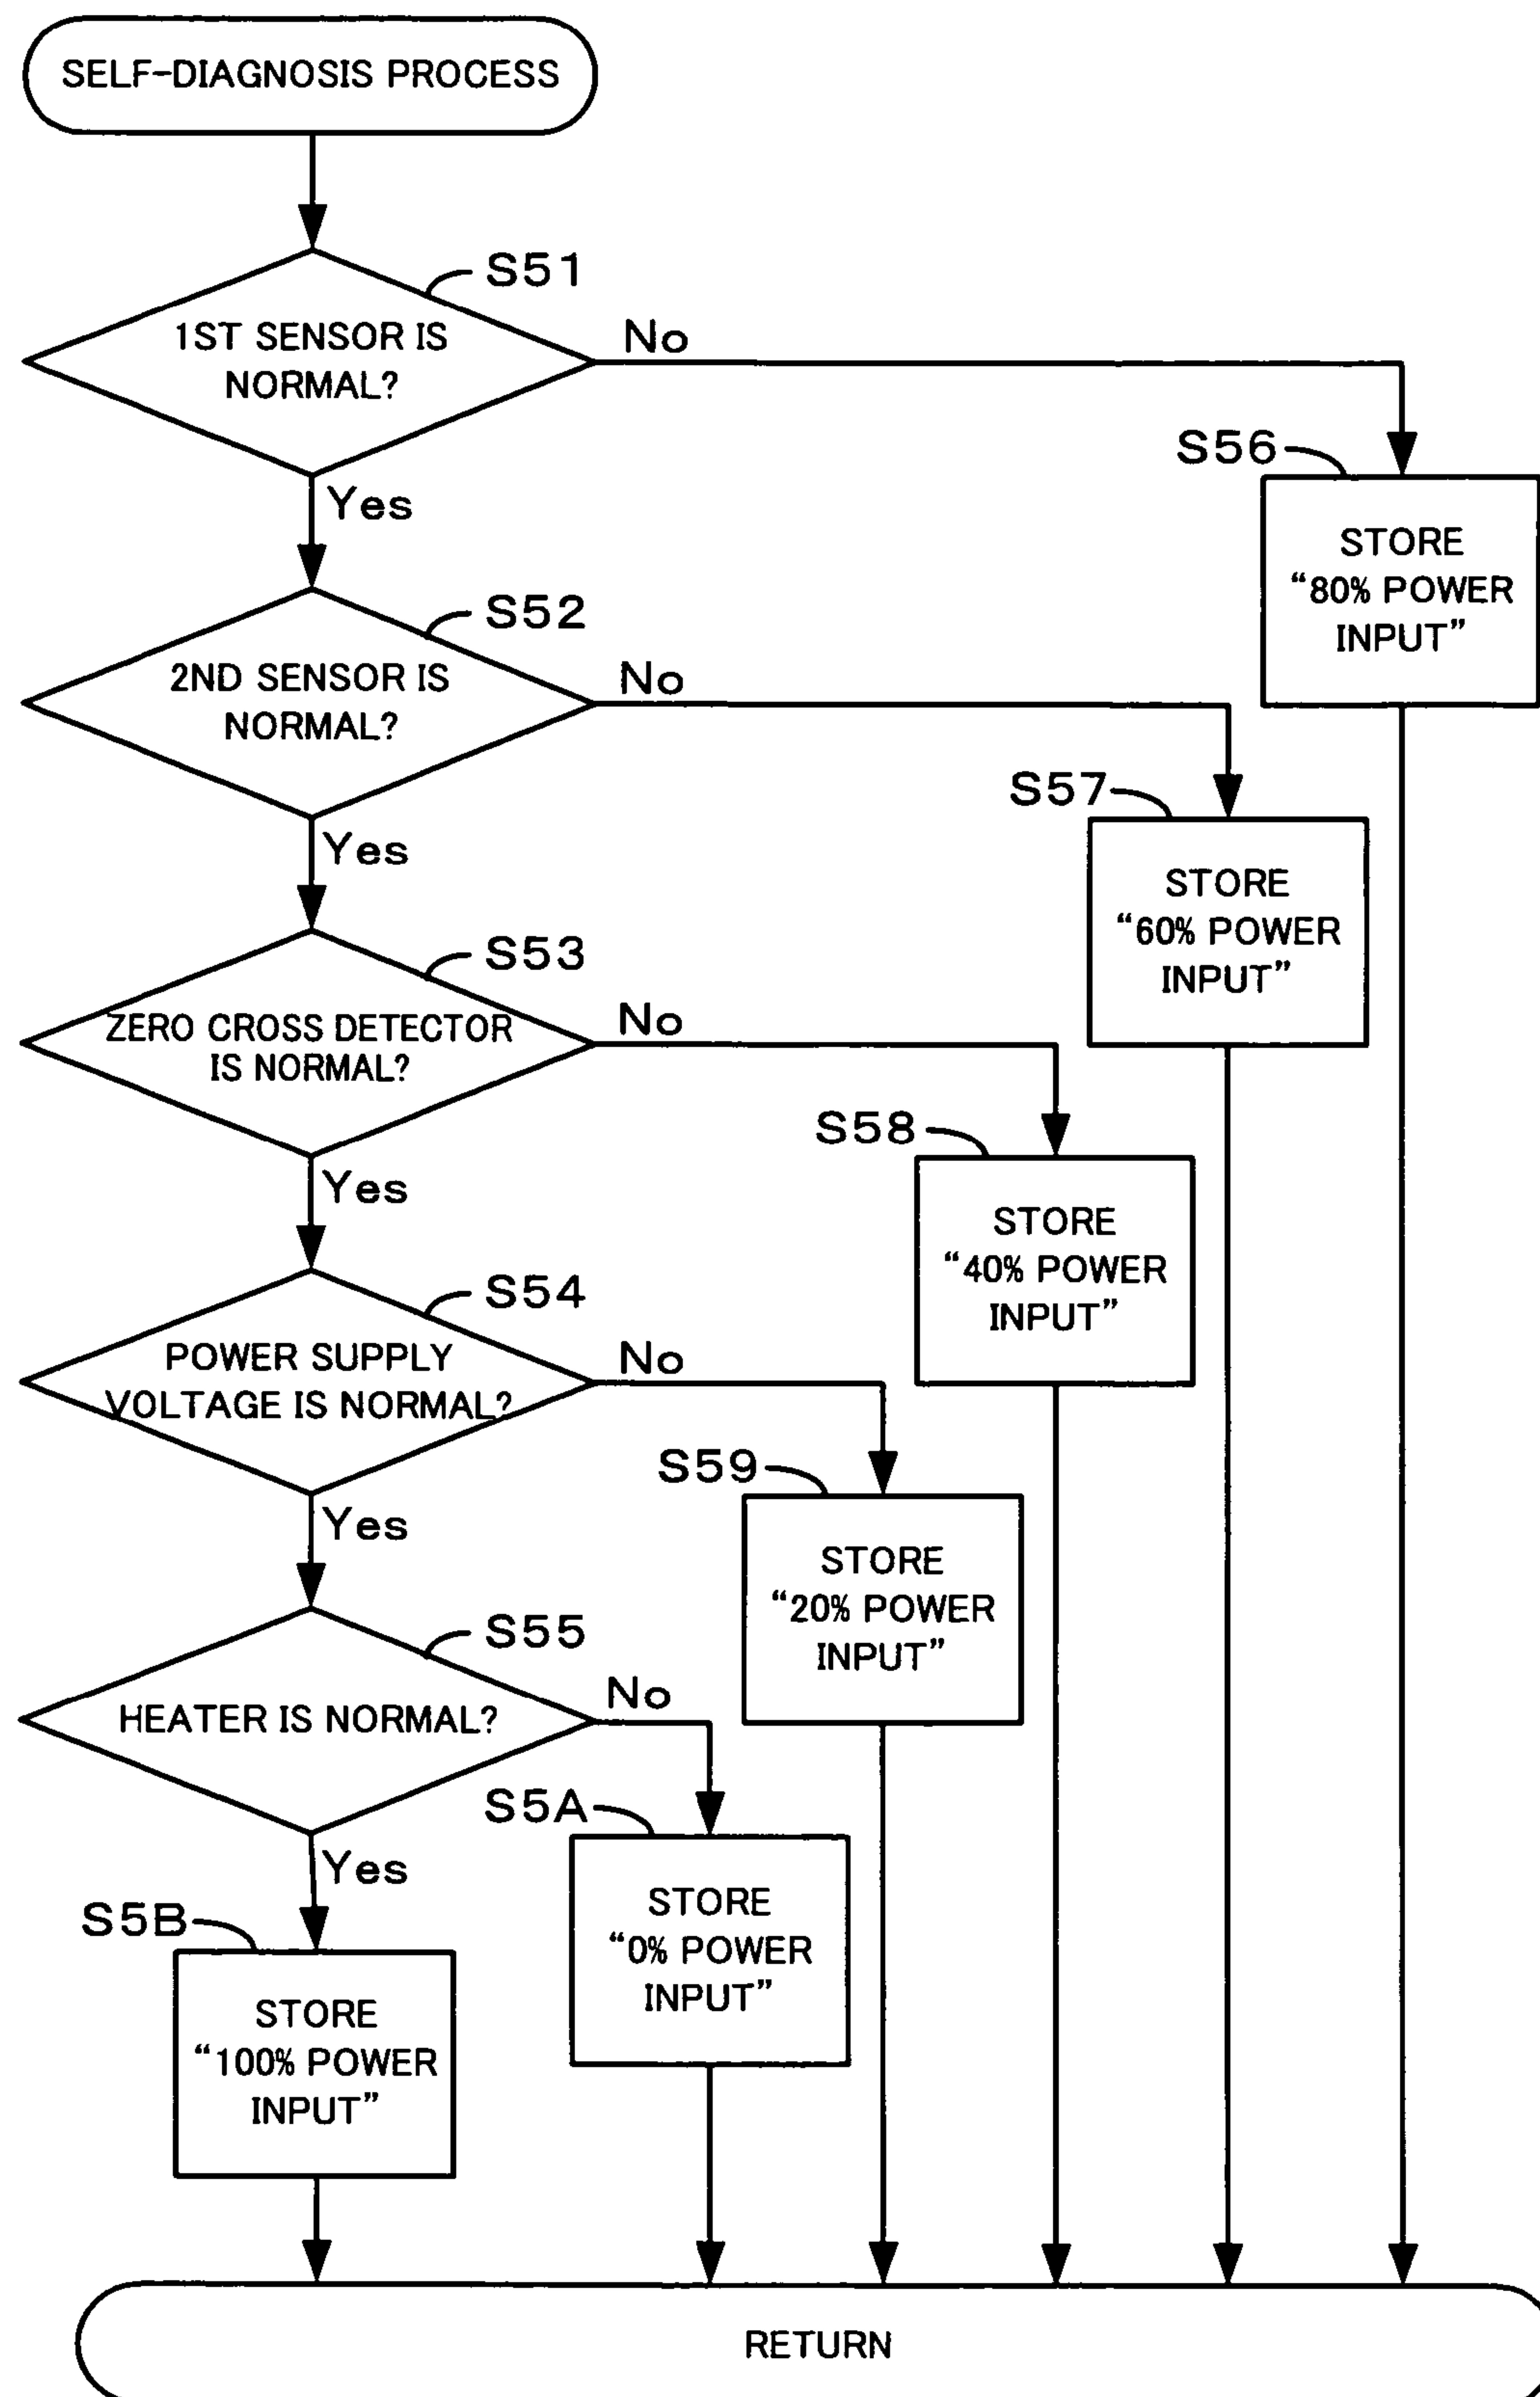 SELF-DIAGNOSIS PROCESS
S51
1ST SENSOR IS
NORMAL?
No
Yes
S56
STORE
“80% POWER
INPUT”
S52
2ND SENSOR IS
NORMAL?
No
Yes
S57
STORE
“60% POWER
INPUT”
S53
ZERO CROSS DETECTOR
IS NORMAL?
No
Yes
S58
STORE
“40% POWER
INPUT”
S54
POWER SUPPLY
VOLTAGE IS NORMAL?
No
Yes
S59
STORE
“20% POWER
INPUT”
S55
HEATER IS NORMAL?
No
Yes
S5A
STORE
“0% POWER
INPUT”
S5B
STORE
“100% POWER
INPUT”
RETURN